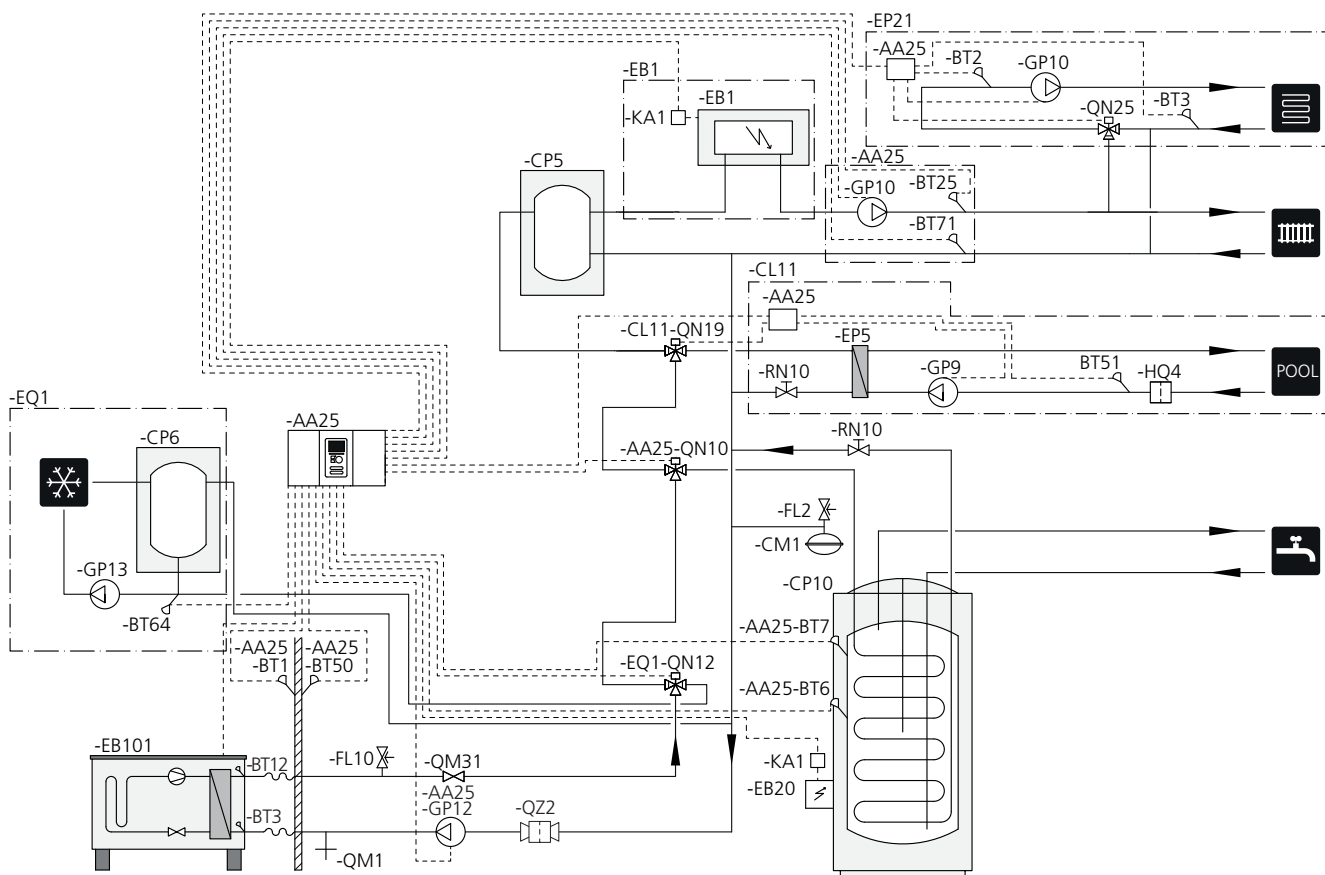 -EP21
-AA25
-BT2
-GP10
-EB1
-EB1
-QN25
-BT3
-KA1
-CP5
-AA25
-GP10
-BT25
-BT71
-CL11
-AA25
-CL11-QN19
-EP5
-RN10
-GP9
BT51
-HQ4
POOL
-EQ1
-AA25
-CP6
-AA25-QN10
-RN10
-FL2
-CM1
-GP13
-CP10
-BT64
-AA25
-BT1
-AA25
-BT50
-AA25-BT7
-EQ1-QN12
-AA25-BT6
-EB101
-BT12
-FL10
-QM31
-KA1
-EB20
-AA25
-GP12
-QZ2
-BT3
-QM1